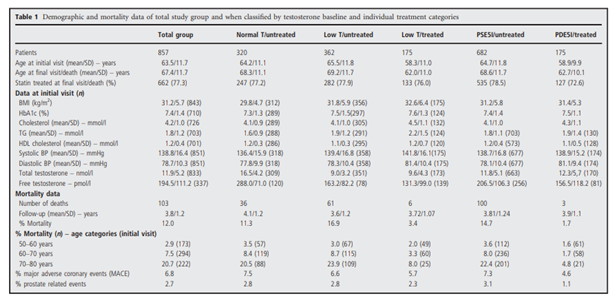 Table 1 Demographic and mortality data of total study group and when classified by testosterone baseline and individual treatment categories
Total group Normal T/untreated Low T/untreated Low T/treated PSE5I/untreated PDE5I/treated
Patients 857 320 362 175 682 175
Age at initial visit (mean/SD) – years 63.5/11.7 64.2/11.1 65.5/11.8 58.3/11.0 64.7/11.8 58.9/9.9
Age at final visit/death (mean/SD) – years 67.4/11.7 68.3/11.1 69.2/11.7 62.0/11.0 68.6/11.7 62.7/10.1
Statin treated at final visit/death (%) 662 (77.3) 247 (77.2) 282 (77.9) 133 (76.0) 535 (78.5) 127 (72.6)
Data at initial visit (n)
BMI (kg/m²) 31.2/5.7 (843) 29.8/4.7 (312) 31.8/5.9 (356) 32.6/6.4 (175) 31.2/5.8 31.4/5.3
HbA1c (%) 7.4/1.4 (710) 7.3/1.3 (289) 7.5/1.5(297) 7.6/1.3 (124) 7.4/1.4 7.5/1.1
Cholesterol (mean/SD) – mmol/l 4.2/1.0 (726 4.1/0.9 (289) 4.1/1.0 (305) 4.5/1.1 (132) 4.1/1.0 4.3/1.1
TG (mean/SD) – mmol/l 1.8/1.2 (703) 1.6/0.9 (288) 1.9/1.2 (291) 2.2/1.5 (124) 1.8/1.1 (703) 1.9/1.4 (130)
HDL cholesterol (mean/SD) – mmol/l 1.2/0.4 (701) 1.2/0.3 (286) 1.1/0.3 (295) 1.2/0.7 (120) 1.2/0.4 (573) 1.1/0.5 (128)
Systolic BP (mean/SD) – mmHg 138.8/16.4 (851) 136.4/15.9 (318) 139.4/16.8 (358) 141.8/16.1(175) 138.7/16.8 (677) 138.9/15.2 (174)
Diastolic BP (mean/SD) – mmHg 78.7/10.3 (851) 77.8/9.9 (318) 78.3/10.4 (358) 81.4/10.4 (175) 78.1/10.4 (677) 81.1/9.4 (174)
Total testosterone – nmol/l 11.9/5.2 (833) 16.5/4.2 (309) 9.0/3.2 (351) 9.6/4.3 (173) 11.8/5.1 (663) 12.3/5.7 (170)
Free testosterone – pmol/l 194.5/111.2 (337) 288.0/71.0 (120) 163.2/82.2 (78) 131.3/99.0 (139) 206.5/106.3 (256) 156.5/118.2 (81)
Mortality data
Number of deaths 103 36 61 6 100 3
Follow-up (mean/SD) – years 3.8/1.2 4.1/1.2 3.6/1.2 3.72/1.07 3.81/1.24 3.9/1.1
% Mortality 12.0 11.3 16.9 3.4 14.7 1.7
% Mortality (n) – age categories (initial visit)
50–60 years 2.9 (173) 3.5 (57) 3.0 (67) 2.0 (49) 3.6 (112) 1.6 (61)
60–70 years 7.5 (294) 8.4 (119) 8.7 (115) 3.3 (60) 8.0 (236) 1.7 (58)
70–80 years 20.7 (222) 20.5 (88) 23.9 (109) 8.0 (25) 22.4 (201) 4.8 (21)
% major adverse coronary events (MACE) 6.8 7.5 6.6 5.7 7.3 4.6
% prostate related events 2.7 2.8 2.8 2.3 3.1 1.1